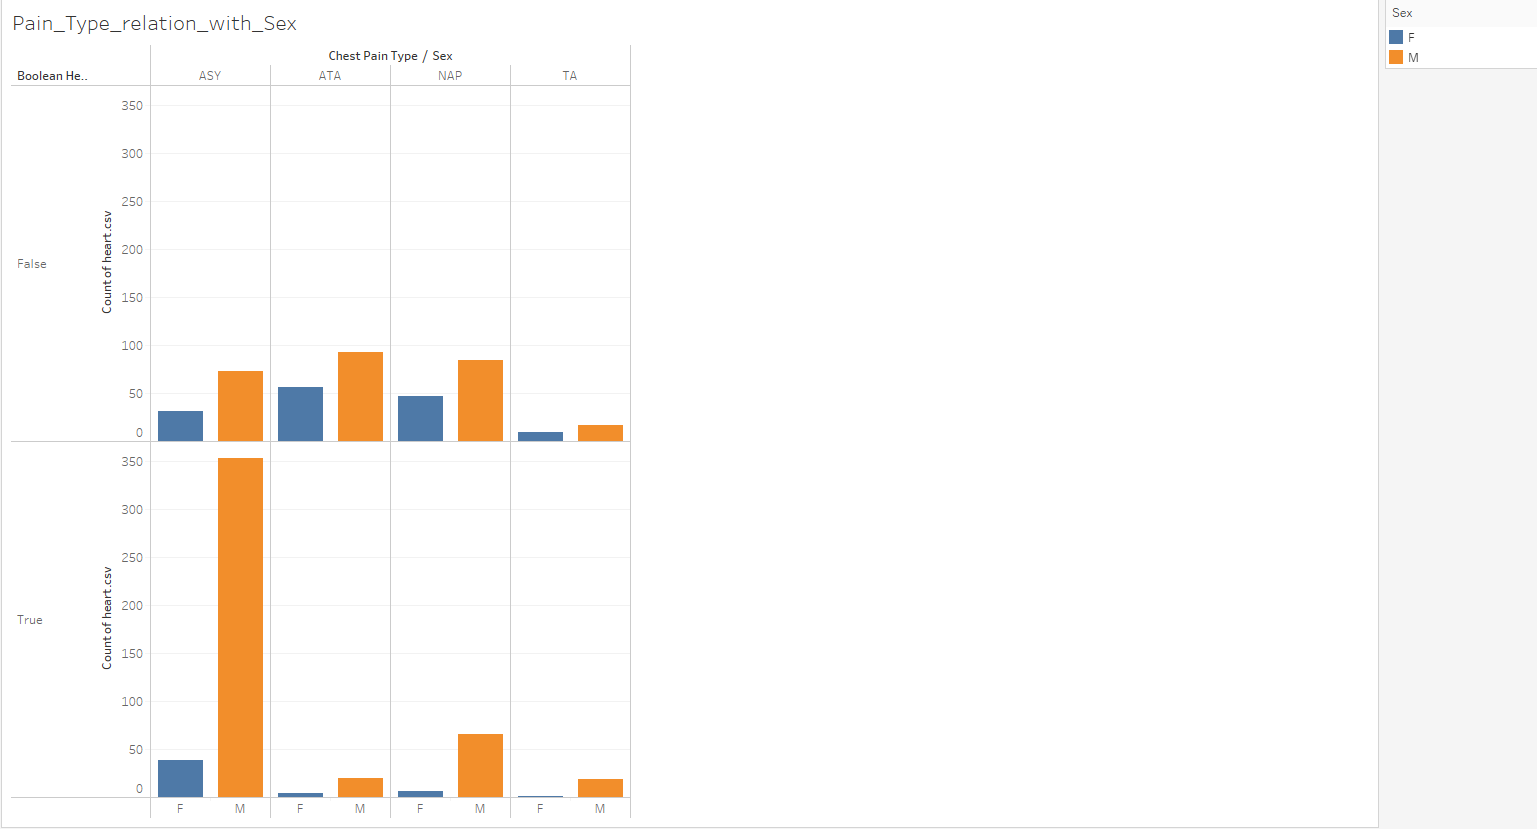 Pain_Type_relation_with_Sex
Sex
F
M
Chest Pain Type / Sex
Boolean He..
ASY ATA NAP TA
False
Count of heart.csv
350
300
250
200
150
100
50
0
True
Count of heart.csv
350
300
250
200
150
100
50
0
F M F M F M F M